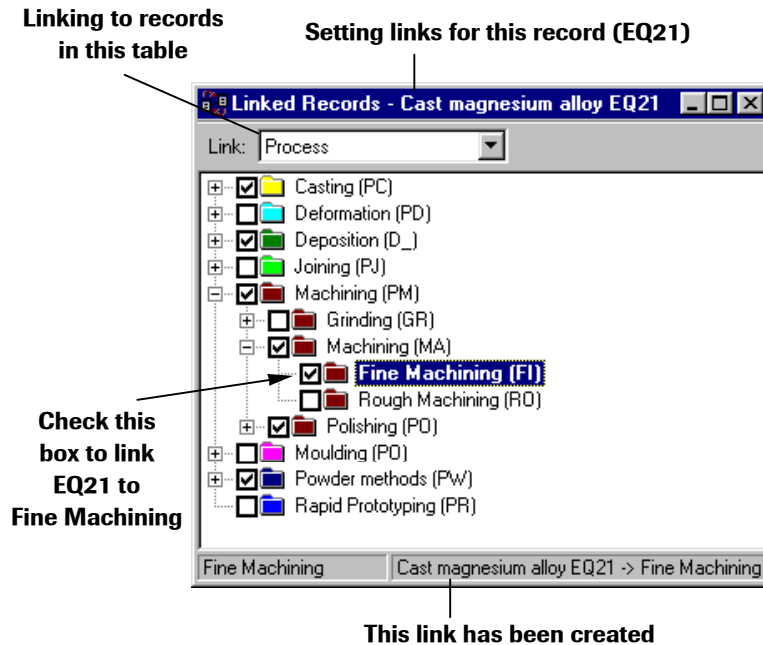 Linking to records
in this table
Setting links for this record (EQ21)
Linked Records - Cast magnesium alloy EQ21
Link: Process
Casting (PC)
Deformation (PD)
Deposition (D_)
Joining (PJ)
Machining (PM)
Grinding (GR)
Machining (MA)
Fine Machining (FI)
Rough Machining (RO)
Polishing (PO)
Moulding (PO)
Powder methods (PW)
Rapid Prototyping (PR)
Check this
box to link
EQ21 to
Fine Machining
Fine Machining
Cast magnesium alloy EQ21 -> Fine Machining
This link has been created